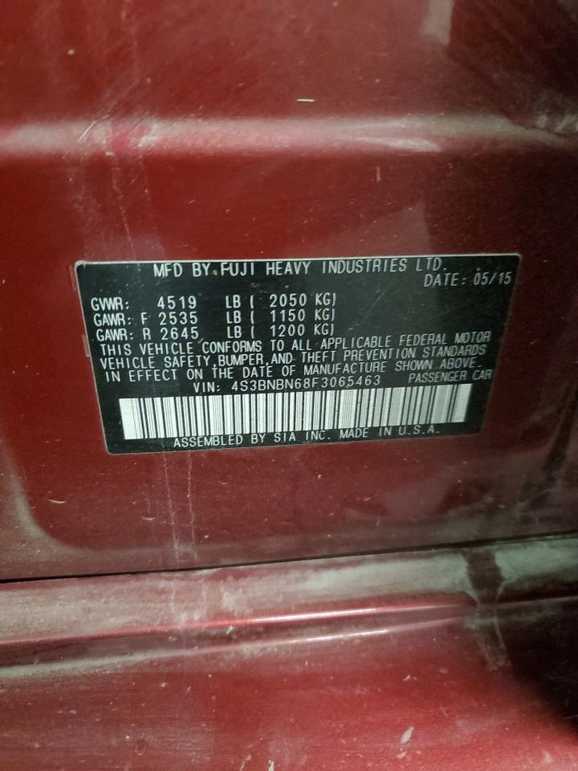 MFD BY FUJI HEAVY INDUSTRIES LTD.
DATE: 05/15
GVWR: 4519 LB ( 2050 KG)
GAWR: F 2535 LB ( 1150 KG)
GAWR: R 2645 LB ( 1200 KG)
THIS VEHICLE CONFORMS TO ALL APPLICABLE FEDERAL MOTOR
VEHICLE SAFETY, BUMPER, AND THEFT PREVENTION STANDARDS
IN EFFECT ON THE DATE OF MANUFACTURE SHOWN ABOVE.
VIN: 4S3BNBN68F3065463 PASSENGER CAR
ASSEMBLED BY SIA INC. MADE IN U.S.A.